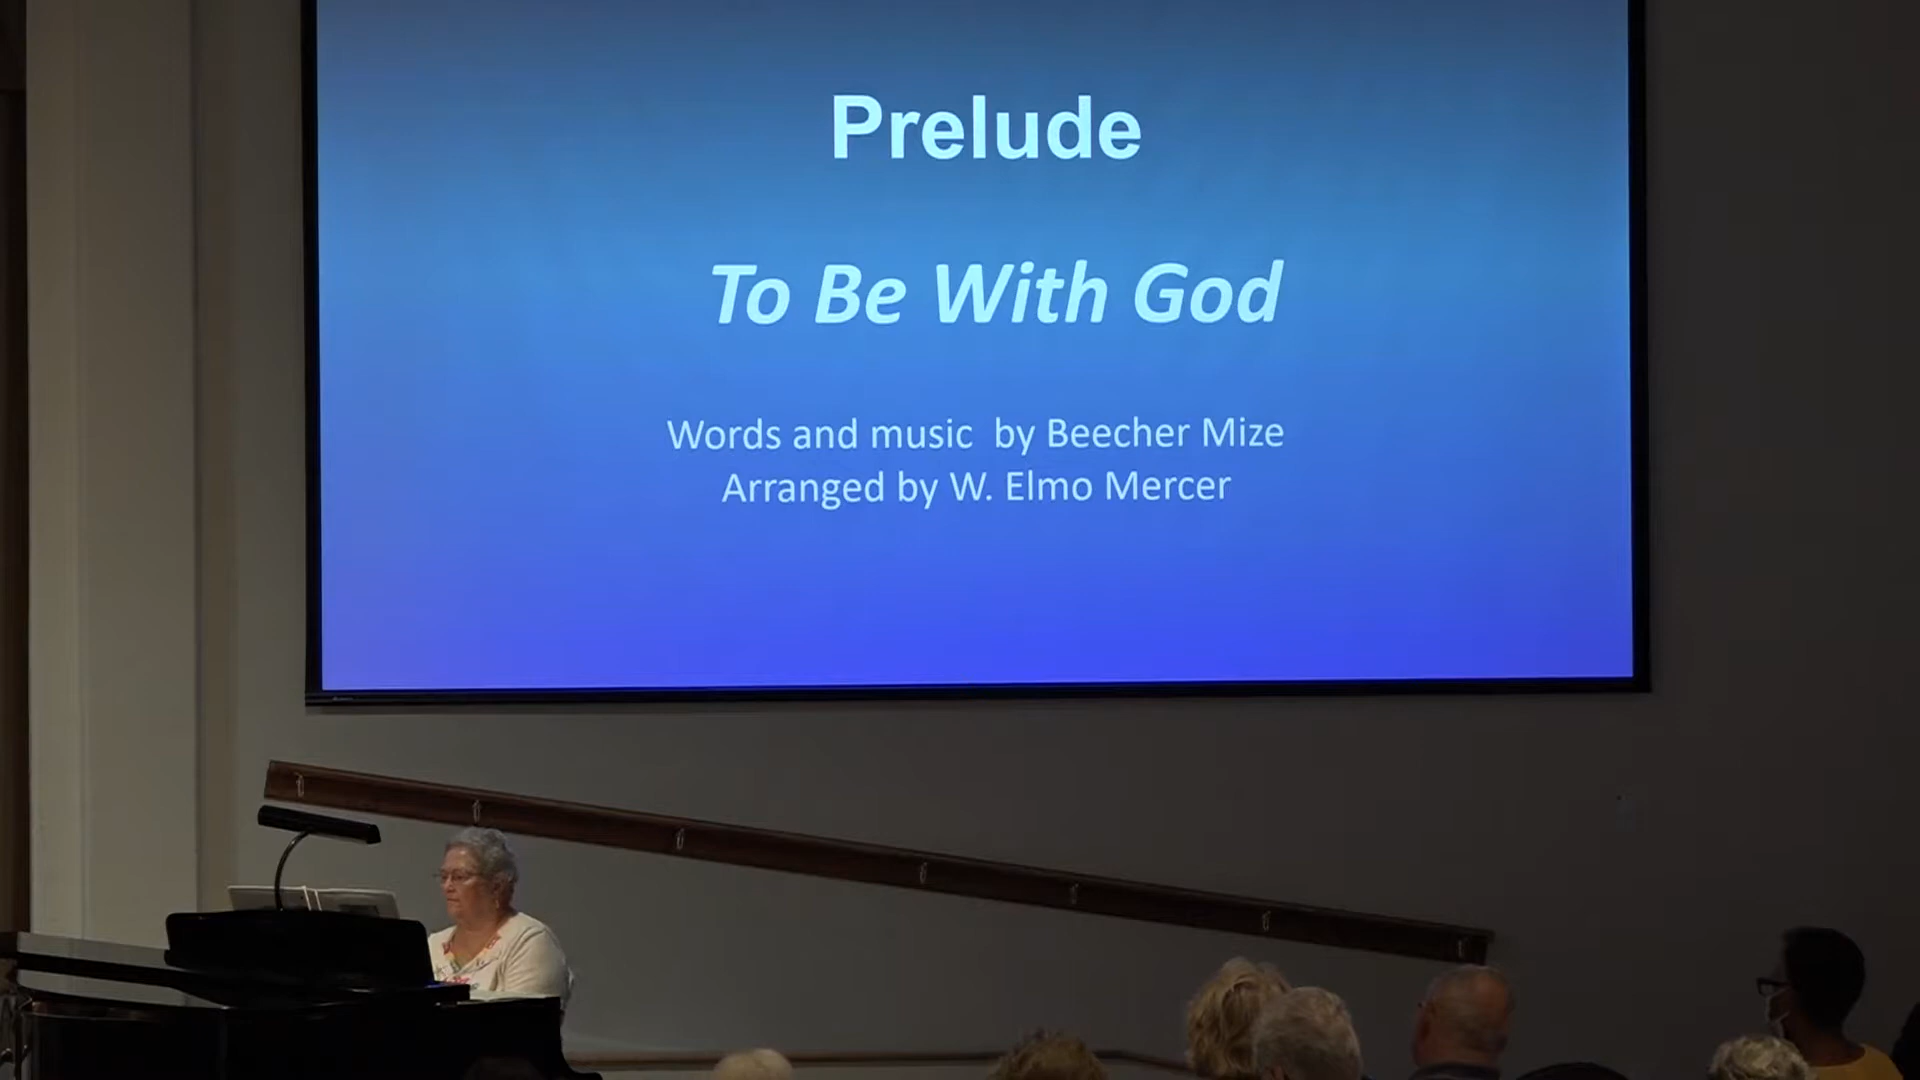 Prelude
To Be With God
Words and music by Beecher Mize
Arranged by W. Elmo Mercer